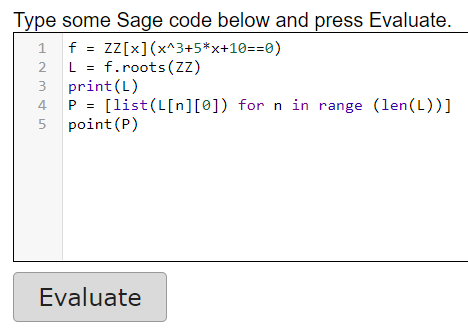 Type some Sage code below and press Evaluate.
1 f = ZZ[x](x^3+5*x+10==0)
2 L = f.roots(ZZ)
3 print(L)
4 P = [list(L[n][0]) for n in range (len(L))]
5 point(P)
Evaluate